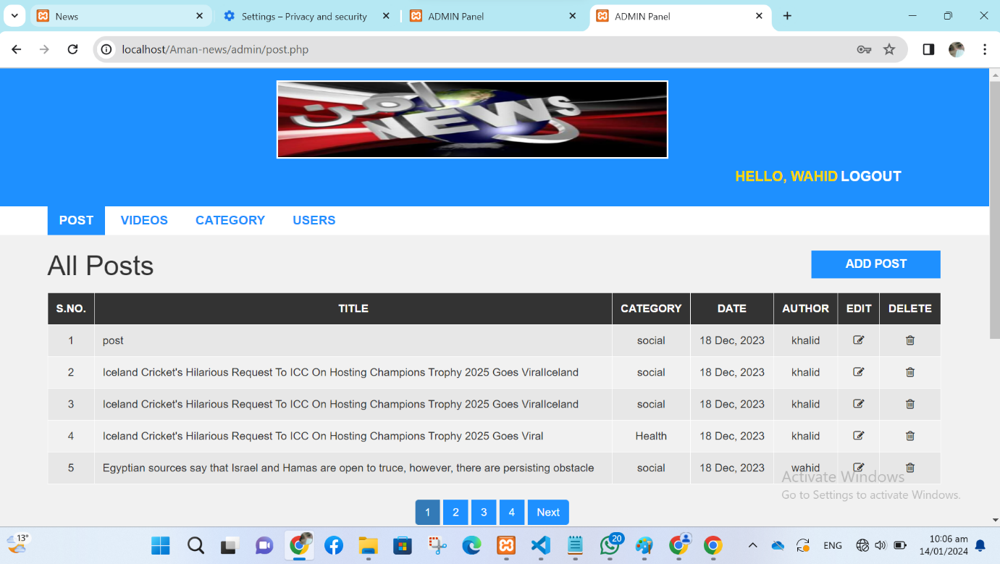 News
Settings – Privacy and security
ADMIN Panel
ADMIN Panel
localhost/Aman-news/admin/post.php
امن
NEWS
HELLO, WAHID LOGOUT
POST VIDEOS CATEGORY USERS
All Posts
ADD POST
S.NO. TITLE CATEGORY DATE AUTHOR EDIT DELETE
1 post social 18 Dec, 2023 khalid
2 Iceland Cricket's Hilarious Request To ICC On Hosting Champions Trophy 2025 Goes ViralIceland social 18 Dec, 2023 khalid
3 Iceland Cricket's Hilarious Request To ICC On Hosting Champions Trophy 2025 Goes ViralIceland social 18 Dec, 2023 khalid
4 Iceland Cricket's Hilarious Request To ICC On Hosting Champions Trophy 2025 Goes Viral Health 18 Dec, 2023 khalid
5 Egyptian sources say that Israel and Hamas are open to truce, however, there are persisting obstacle social 18 Dec, 2023 wahid
Activate Windows
Go to Settings to activate Windows.
1 2 3 4 Next
13°
20
ENG
10:06 am
14/01/2024